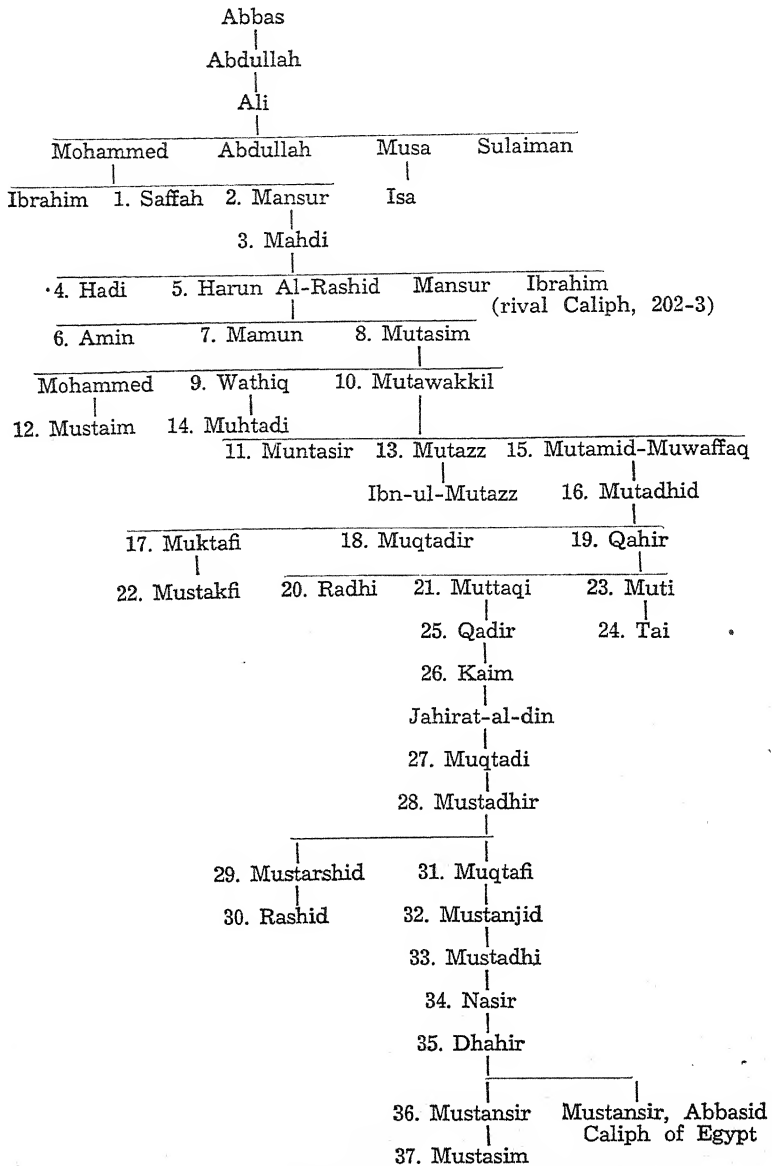 Abbas
Abdullah
Ali
Mohammed Abdullah Musa Sulaiman
Ibrahim 1. Saffah 2. Mansur Isa
3. Mahdi
4. Hadi 5. Harun Al-Rashid Mansur Ibrahim
(rival Caliph, 202-3)
6. Amin 7. Mamun 8. Mutasim
Mohammed 9. Wathiq 10. Mutawakkil
12. Mustaim 14. Muhtadi
11. Muntasir 13. Mutazz 15. Mutamid-Muwaffaq
Ibn-ul-Mutazz 16. Mutadhid
17. Muktafi 18. Muqtadir 19. Qahir
22. Mustakfi 20. Radhi 21. Muttaqi 23. Muti
25. Qadir 24. Tai
26. Kaim
Jahirat-al-din
27. Muqtadi
28. Mustadhir
29. Mustarshid 31. Muqtafi
30. Rashid 32. Mustanjid
33. Mustadhi
34. Nasir
35. Dhahir
36. Mustansir Mustansir, Abbasid
Caliph of Egypt
37. Mustasim